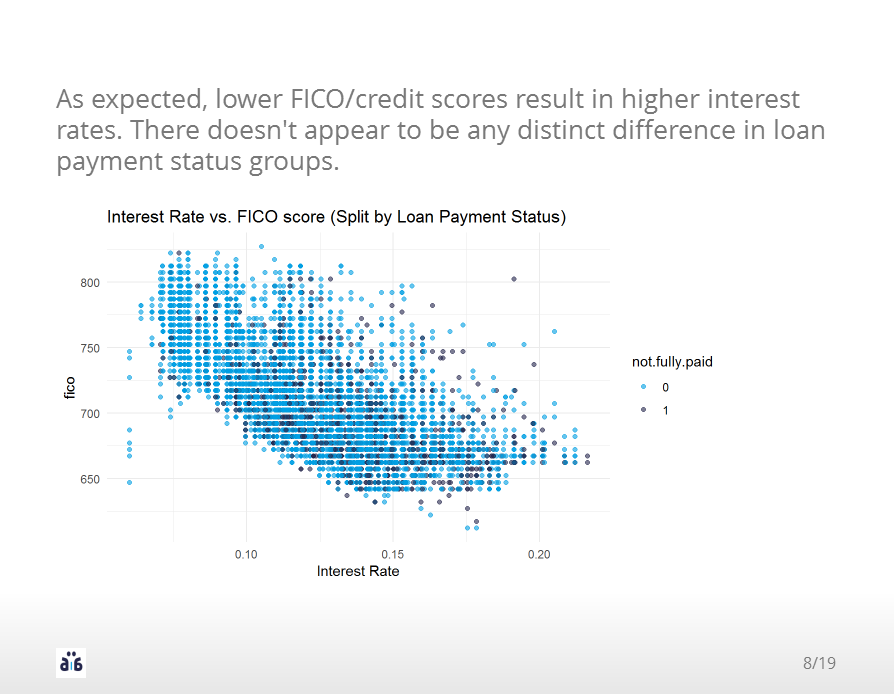 As expected, lower FICO/credit scores result in higher interest
rates. There doesn't appear to be any distinct difference in loan
payment status groups.
Interest Rate vs. FICO score (Split by Loan Payment Status)
800
750
700
650
fico
0.10 0.15 0.20
Interest Rate
not.fully.paid
0
1
8/19